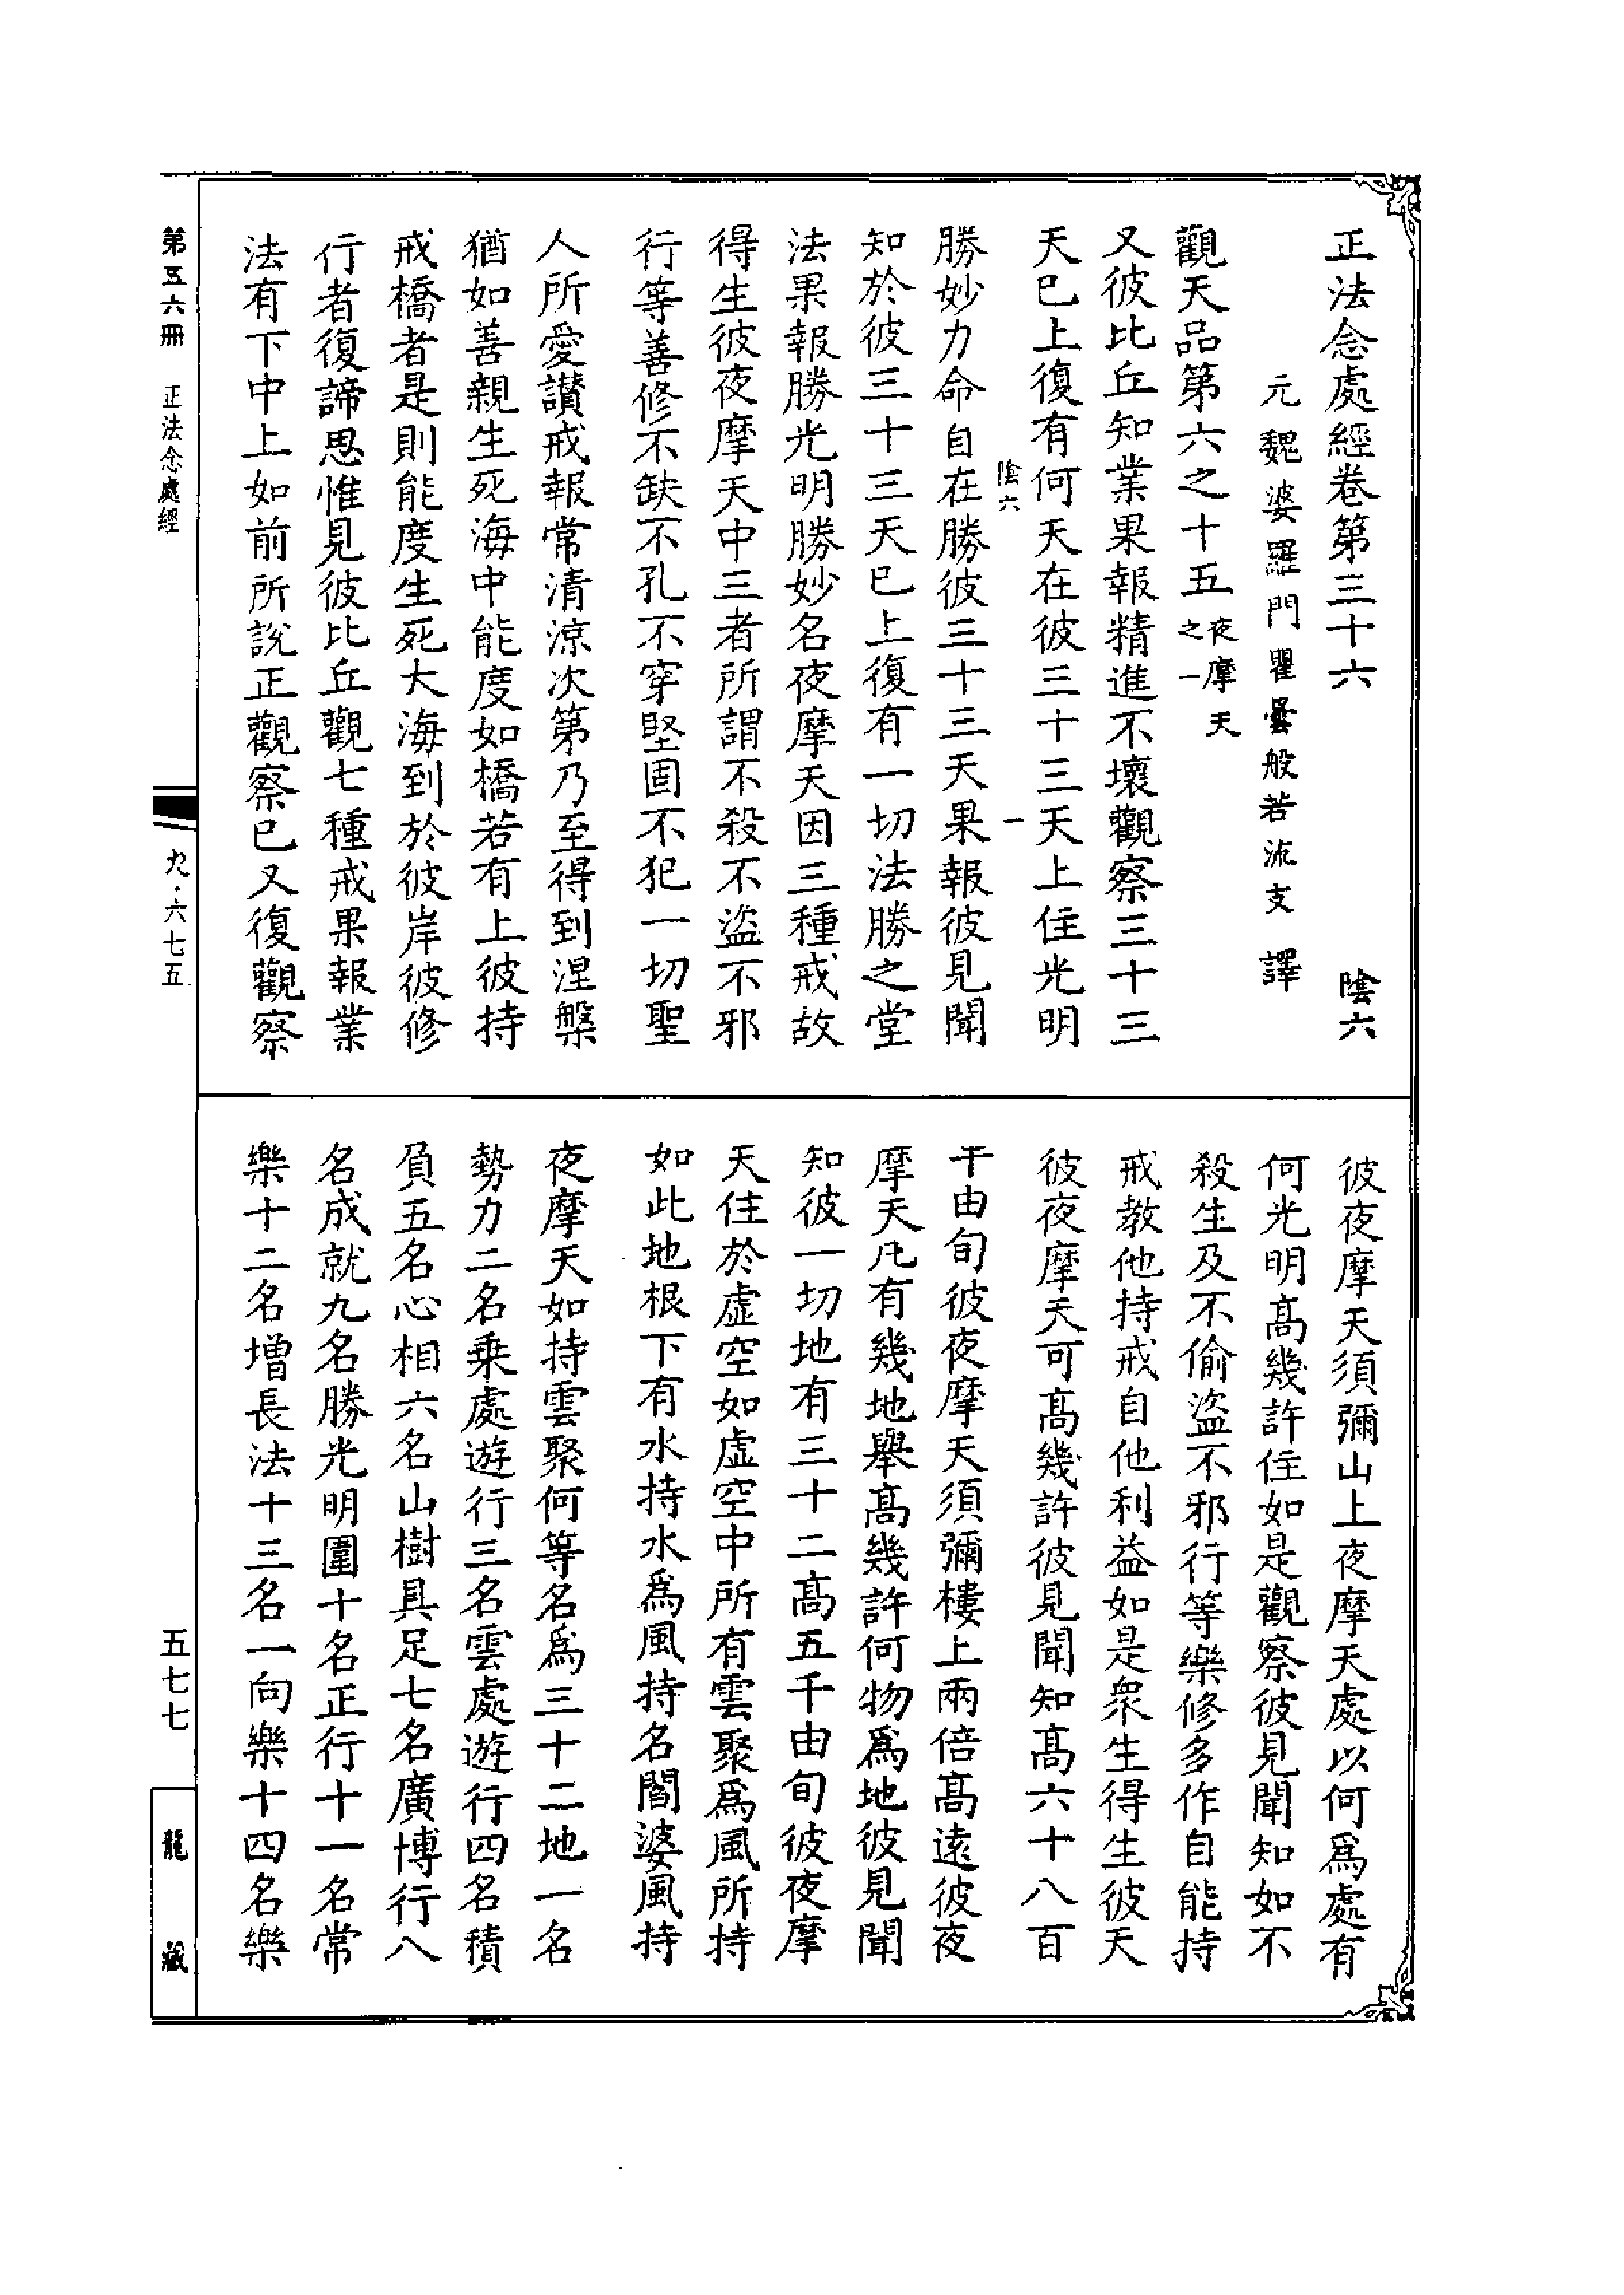 正法念處經卷第三十六　陰六
元魏婆羅門瞿曇般若流支　譯
觀天品第六之十五夜摩天之一
又彼比丘知業果報精進不壞觀察三十三
天已上復有何天在彼三十三天上住光明
陰六　一
勝妙力命自在勝彼三十三天果報彼見聞
知於彼三十三天已上復有一切法勝之堂
法果報勝光明勝妙名夜摩天因三種戒故
得生彼夜摩天中三者所謂不殺不盜不邪
行等善修不缺不孔不穿堅固不犯一切聖
人所愛讃戒報常清涼次第乃至得到涅槃
猶如善親生死海中能度如橋若有上彼持
戒橋者是則能度生死大海到於彼岸彼修
行者復諦思惟見彼比丘觀七種戒果報業
法有下中上如前所說正觀察已又復觀察
彼夜摩天須彌山上夜摩天處以何爲處有
何光明髙幾許住如是觀察彼見聞知如不
殺生及不偷盜不邪行等樂修多作自能持
戒教他持戒自他利益如是衆生得生彼天
彼夜摩天可髙幾許彼見聞知髙六十八百
千由旬彼夜摩天須彌樓上兩倍髙遠彼夜
摩天凡有幾地舉髙幾許何物爲地彼見聞
知彼一切地有三十二髙五千由旬彼夜摩
天住於虛空如虛空中所有雲聚爲風所持
如此地根下有水持水爲風持名閻婆風持
夜摩天如持雲聚何等名爲三十二地一名
勢力二名乗處遊行三名雲處遊行四名積
負五名心相六名山樹具足七名廣博行八
名成就九名勝光明圍十名正行十一名常
樂十二名増長法十三名一向樂十四名樂
第五六冊　正法念處經
九·六七五
五七七
龍藏